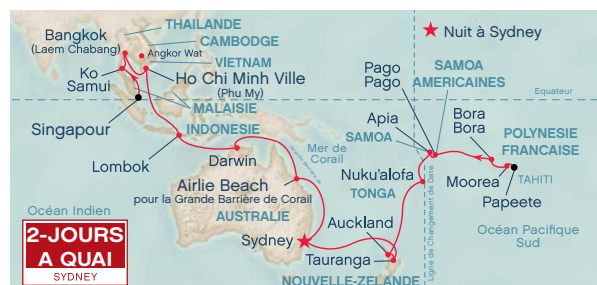 THAILANDE
Bangkok
(Laem Chabang)
Angkor Wat
CAMBODGE
VIETNAM
Ko
Samui
Ho Chi Minh Ville
(Phu My)
MALAISIE
Singapour
INDONESIE
Lombok
Darwin
Mer de
Corail
Grande Barrière de
Airlie Beach
pour la Grande Barrière de Corail
AUSTRALIE
Océan Indien
Sydney
2-JOURS
A QUAI
SYDNEY
Auckland
Tauranga
NOUVELLE-ZELANDE
Nuit à Sydney
Pago
Pago
SAMOA
AMERICAINES
Equateur
Apia
SAMOA
Bora
Bora
POLYNESIE
FRANCAISE
Nuku'alofa
TONGA
Moorea
TAHITI
Papeete
Ligne de Changement de Date
Océan Pacifique
Sud